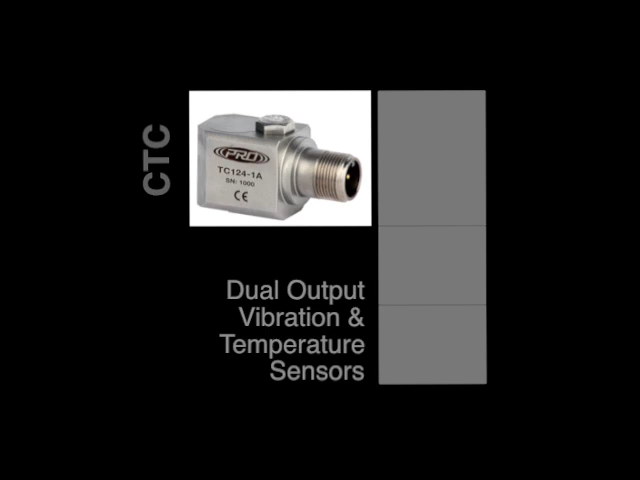 CTC
PRO
TC124-1A
SN: 1000
CE
Dual Output
Vibration &
Temperature
Sensors